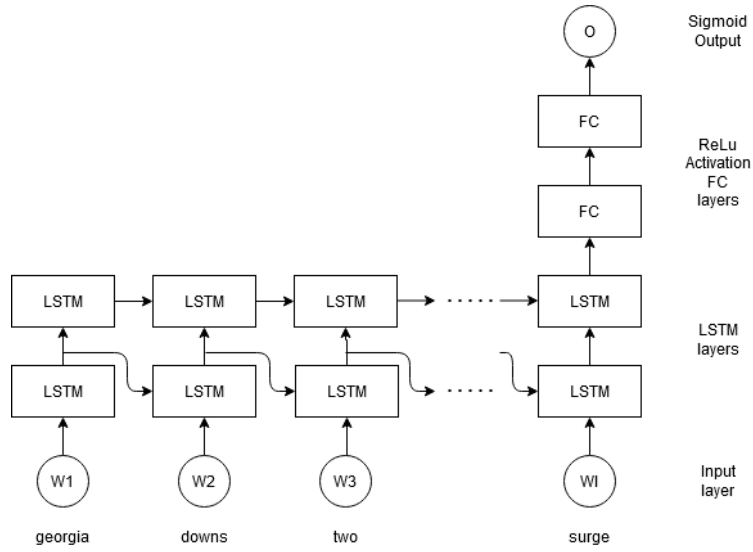 O
Sigmoid
Output
FC
ReLu
Activation
FC
layers
FC
LSTM LSTM LSTM LSTM
LSTM
layers
LSTM LSTM LSTM LSTM
W1 W2 W3 WI
Input
layer
georgia downs two surge